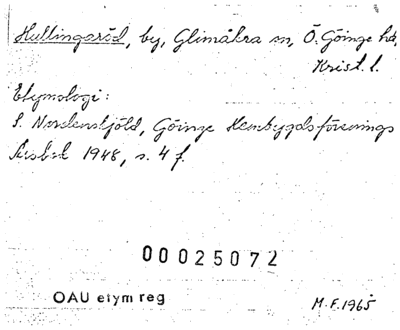 Hullingaröd, by, Glimåkra sn, Ö. Göinge hd,
Krist. l.
Etymologi:
S. Nordenskjöld, Göinge Hembygdsförenings
Årsbok 1948, s. 4 f.
00025072
OAU etym reg
M.F. 1965